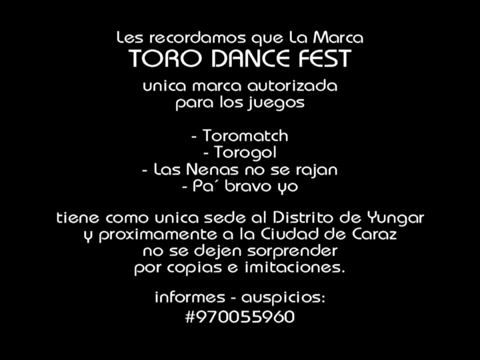 Les recordamos que La Marca
TORO DANCE FEST
unica marca autorizada
para los juegos
- Toromatch
- Torogol
- Las Nenas no se rajan
- Pa´ bravo yo
tiene como unica sede al Distrito de Yungar
y proximamente a la Ciudad de Caraz
no se dejen sorprender
por copias e imitaciones.
informes - auspicios:
#970055960